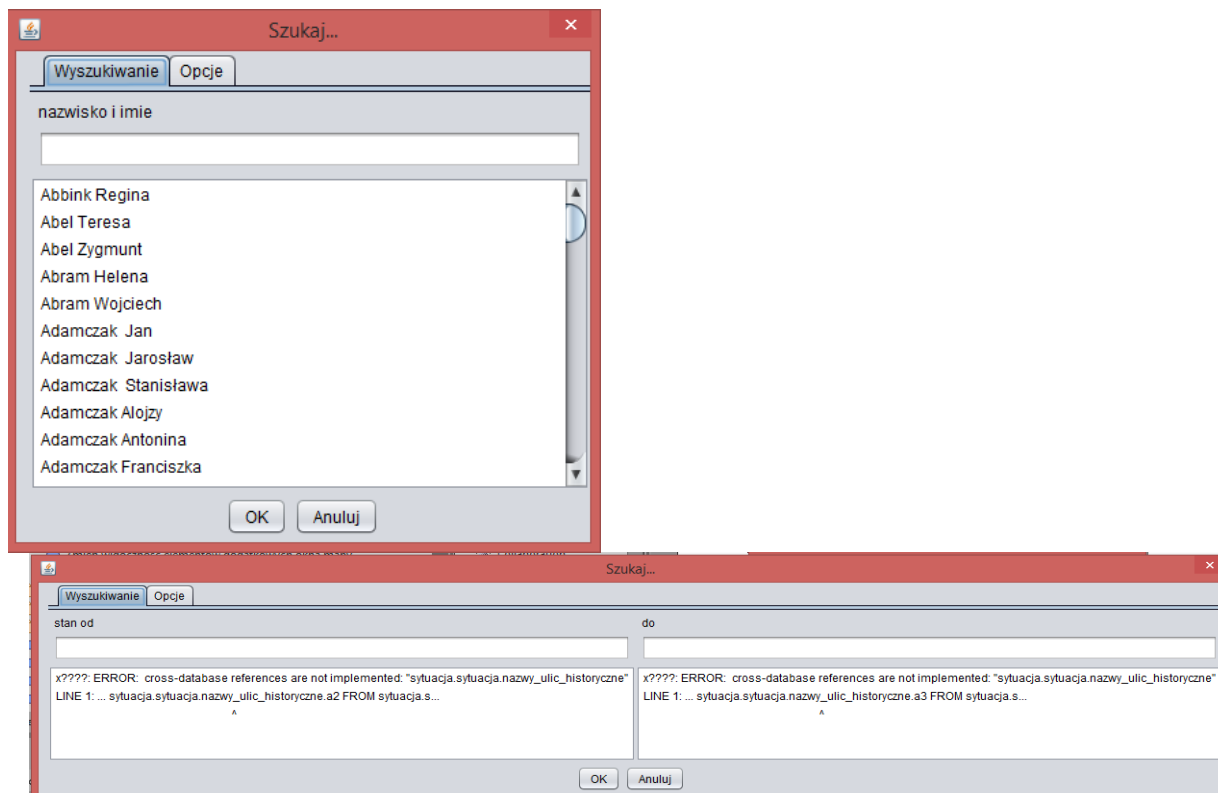 Szukaj...
Wyszukiwanie Opcje
nazwisko i imie
Abbink Regina
Abel Teresa
Abel Zygmunt
Abram Helena
Abram Wojciech
Adamczak  Jan
Adamczak  Jarosław
Adamczak  Stanisława
Adamczak Alojzy
Adamczak Antonina
Adamczak Franciszka
OK Anuluj
Szukaj...
Wyszukiwanie Opcje
stan od
do
x????: ERROR:  cross-database references are not implemented: "sytuacja.sytuacja.nazwy_ulic_historyczne"
LINE 1: ... sytuacja.sytuacja.nazwy_ulic_historyczne.a2 FROM sytuacja.s...
^
x????: ERROR:  cross-database references are not implemented: "sytuacja.sytuacja.nazwy_ulic_historyczne"
LINE 1: ... sytuacja.sytuacja.nazwy_ulic_historyczne.a3 FROM sytuacja.s...
^
OK Anuluj